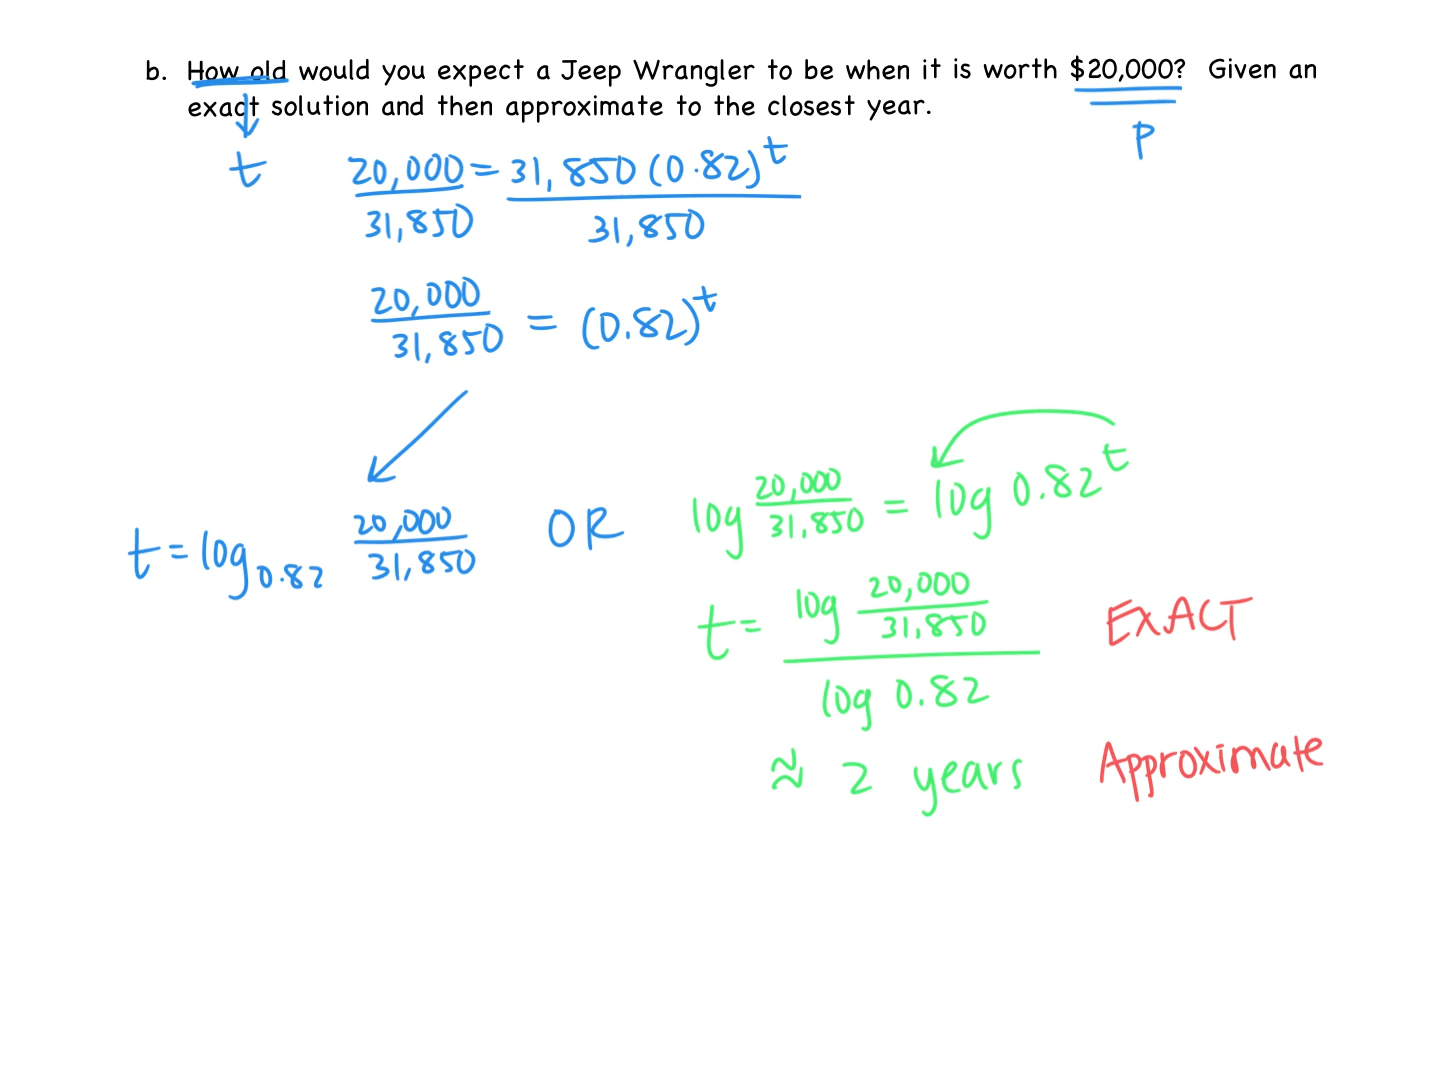 b. How old would you expect a Jeep Wrangler to be when it is worth $20,000? Given an
exact solution and then approximate to the closest year.
t
P
20,000 = 31,850 (0.82)^t
31,850 31,850
20,000
31,850
= (0.82)^t
t = log_0.82 20,000
31,850
OR
log 20,000
31,850
= log 0.82^t
t = log 20,000
31,850
log 0.82
EXACT
≈ 2 years
Approximate